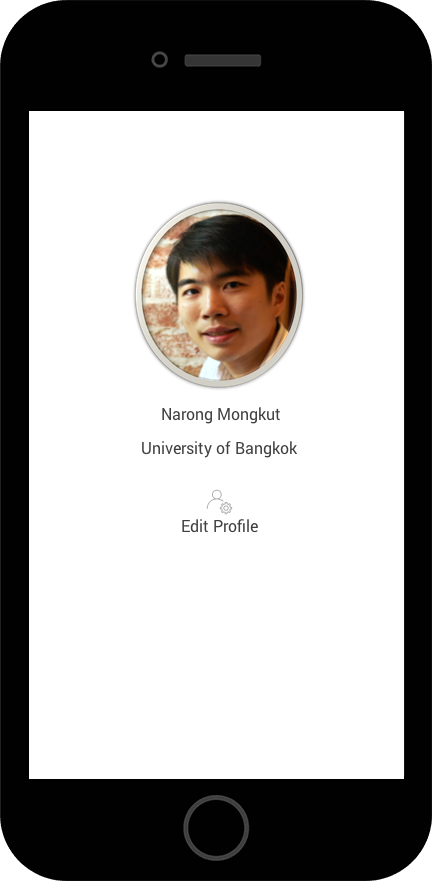 Narong Mongkut
University of Bangkok
Edit Profile